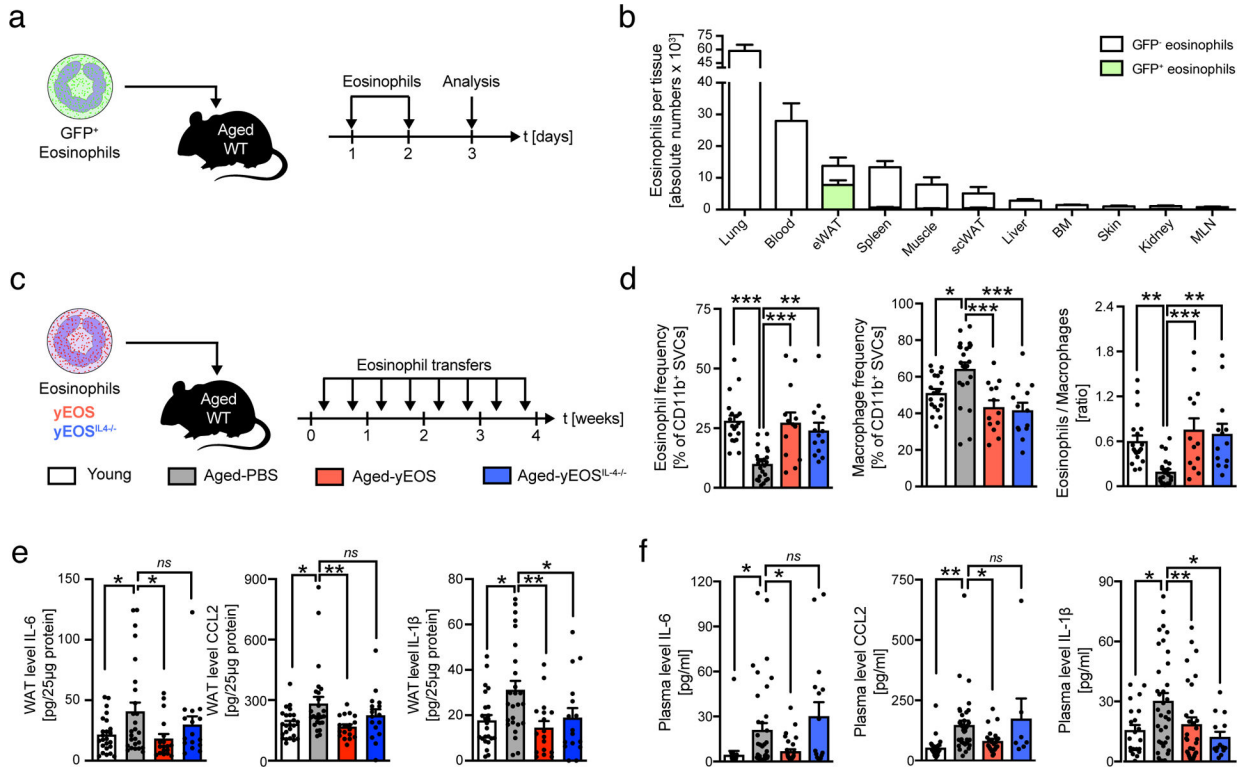 a
GFP⁺
Eosinophils
Aged
WT
Eosinophils
Analysis
t [days]
1 2 3
b
Eosinophils per tissue
[absolute numbers x 10³]
60
45
40
30
20
10
0
GFP⁻ eosinophils
GFP⁺ eosinophils
Lung
Blood
eWAT
Spleen
Muscle
scWAT
Liver
BM
Skin
Kidney
MLN
c
Eosinophils
yEOS
yEOSᴵᴸ⁴⁻/⁻
Aged
WT
Eosinophil transfers
t [weeks]
0 1 2 3 4
Young
Aged-PBS
Aged-yEOS
Aged-yEOSᴵᴸ⁻⁴⁻/⁻
d
Eosinophil frequency
[% of CD11b⁺ SVCs]
75
50
25
0
*** **
***
Macrophage frequency
[% of CD11b⁺ SVCs]
100
80
60
40
20
0
* ***
***
Eosinophils / Macrophages
[ratio]
2.4
1.8
1.2
0.6
0
** **
***
e
WAT level IL-6
[pg/25µg protein]
150
100
50
0
ns
* *
WAT level CCL2
[pg/25µg protein]
900
600
300
0
ns
* **
WAT level IL-1β
[pg/25µg protein]
80
60
40
20
0
*
* **
f
Plasma level IL-6
[pg/ml]
120
90
60
30
0
ns
* *
Plasma level CCL2
[pg/ml]
750
500
250
0
ns
** *
Plasma level IL-1β
[pg/ml]
90
60
30
0
*
* **